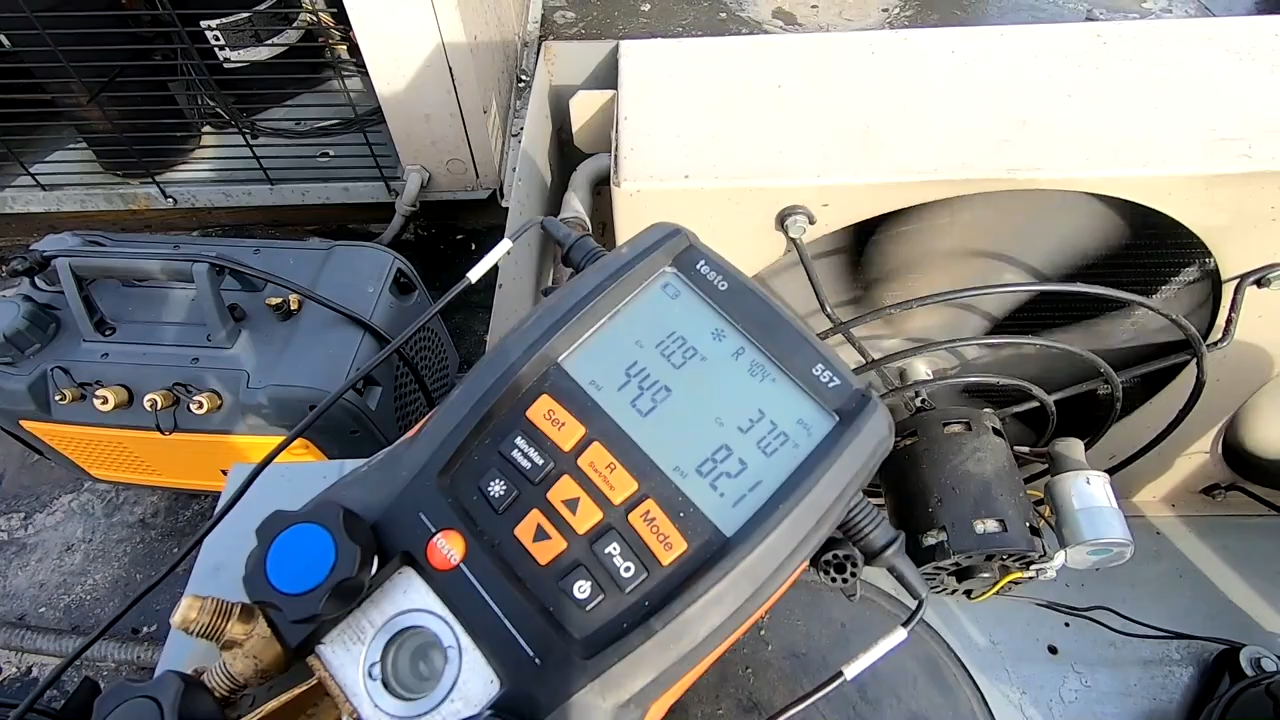 testo
557
R 404A
Ev 10.9 °F
psi 44.9
Co 37.0 °F
psi 82.1
Set
R
Start/Stop
Mode
Min/Max
Mean
P=0
testo